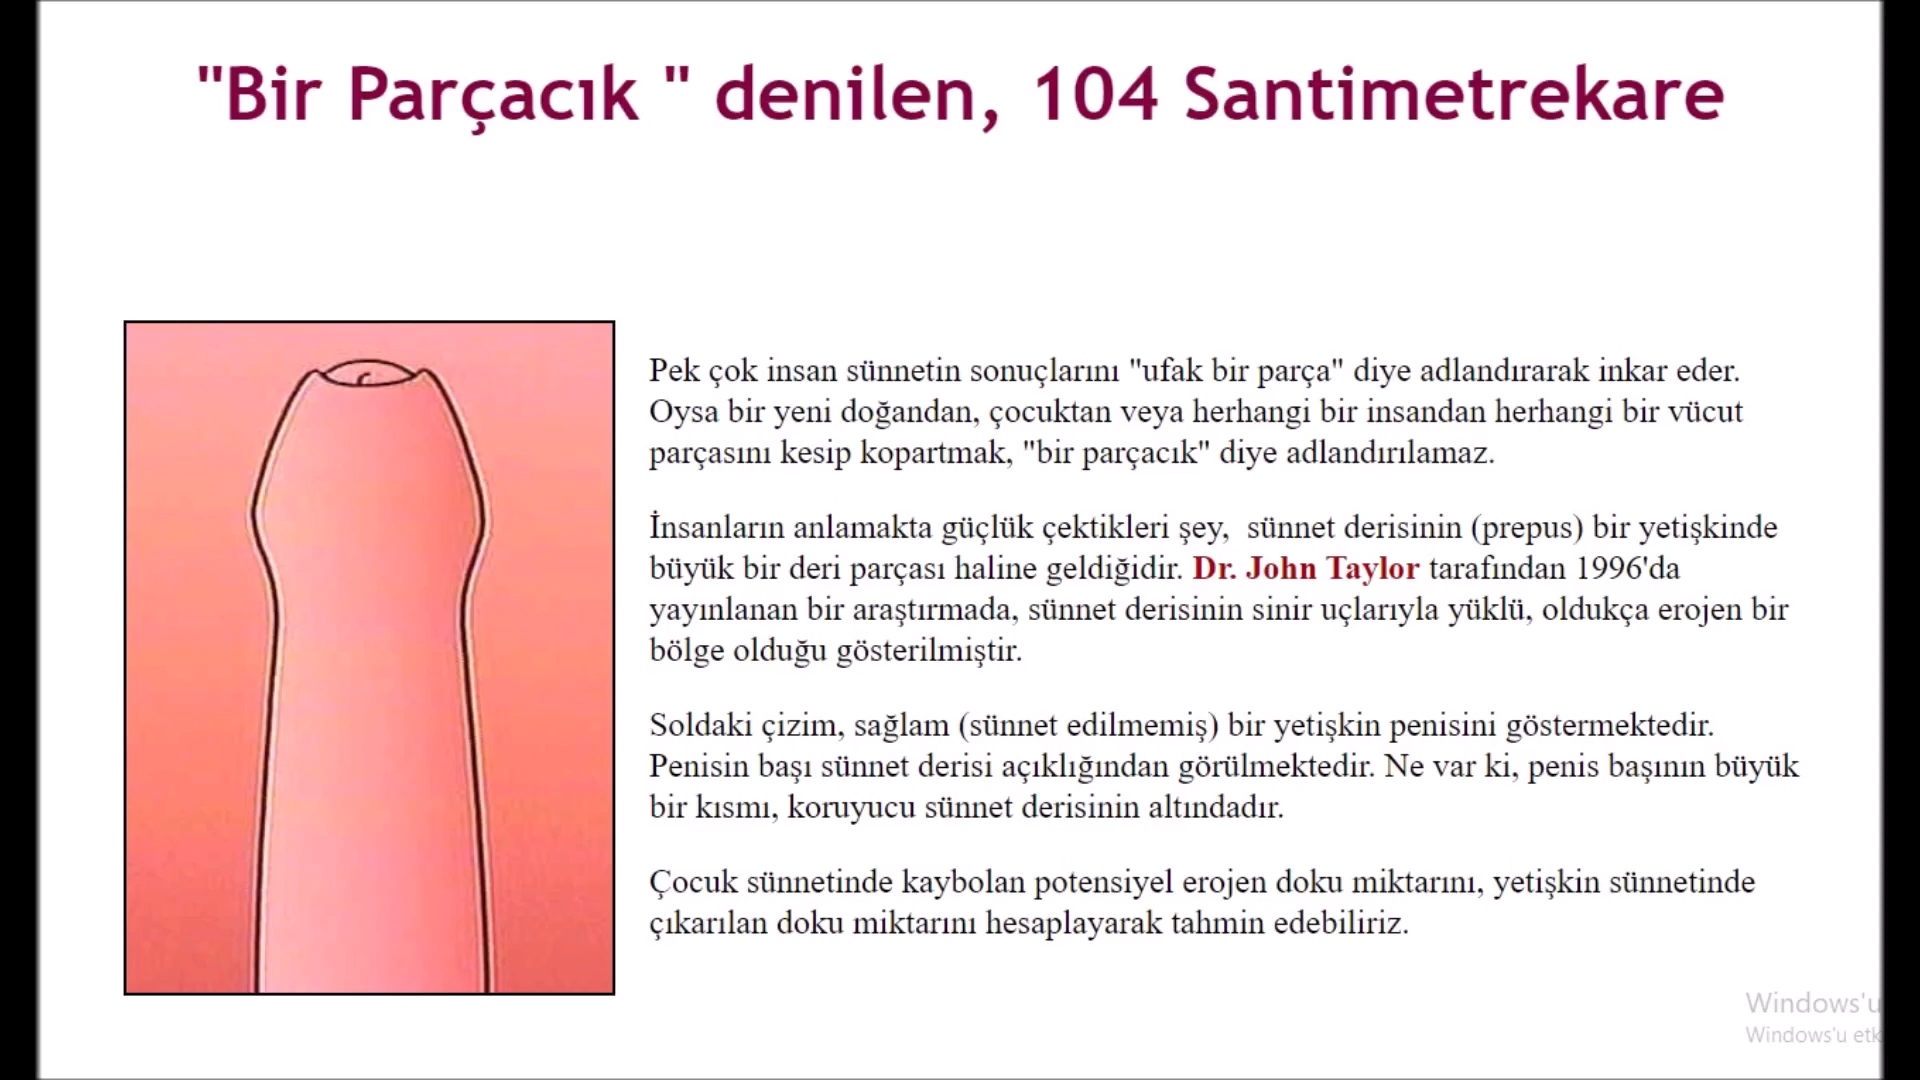 "Bir Parçacık " denilen, 104 Santimetrekare
Pek çok insan sünnetin sonuçlarını "ufak bir parça" diye adlandırarak inkar eder.
Oysa bir yeni doğandan, çocuktan veya herhangi bir insandan herhangi bir vücut
parçasını kesip kopartmak, "bir parçacık" diye adlandırılamaz.
İnsanların anlamakta güçlük çektikleri şey,  sünnet derisinin (prepus) bir yetişkinde
büyük bir deri parçası haline geldiğidir. Dr. John Taylor tarafından 1996'da
yayınlanan bir araştırmada, sünnet derisinin sinir uçlarıyla yüklü, oldukça erojen bir
bölge olduğu gösterilmiştir.
Soldaki çizim, sağlam (sünnet edilmemiş) bir yetişkin penisini göstermektedir.
Penisin başı sünnet derisi açıklığından görülmektedir. Ne var ki, penis başının büyük
bir kısmı, koruyucu sünnet derisinin altındadır.
Çocuk sünnetinde kaybolan potensiyel erojen doku miktarını, yetişkin sünnetinde
çıkarılan doku miktarını hesaplayarak tahmin edebiliriz.
Windows'u
Windows'u etk